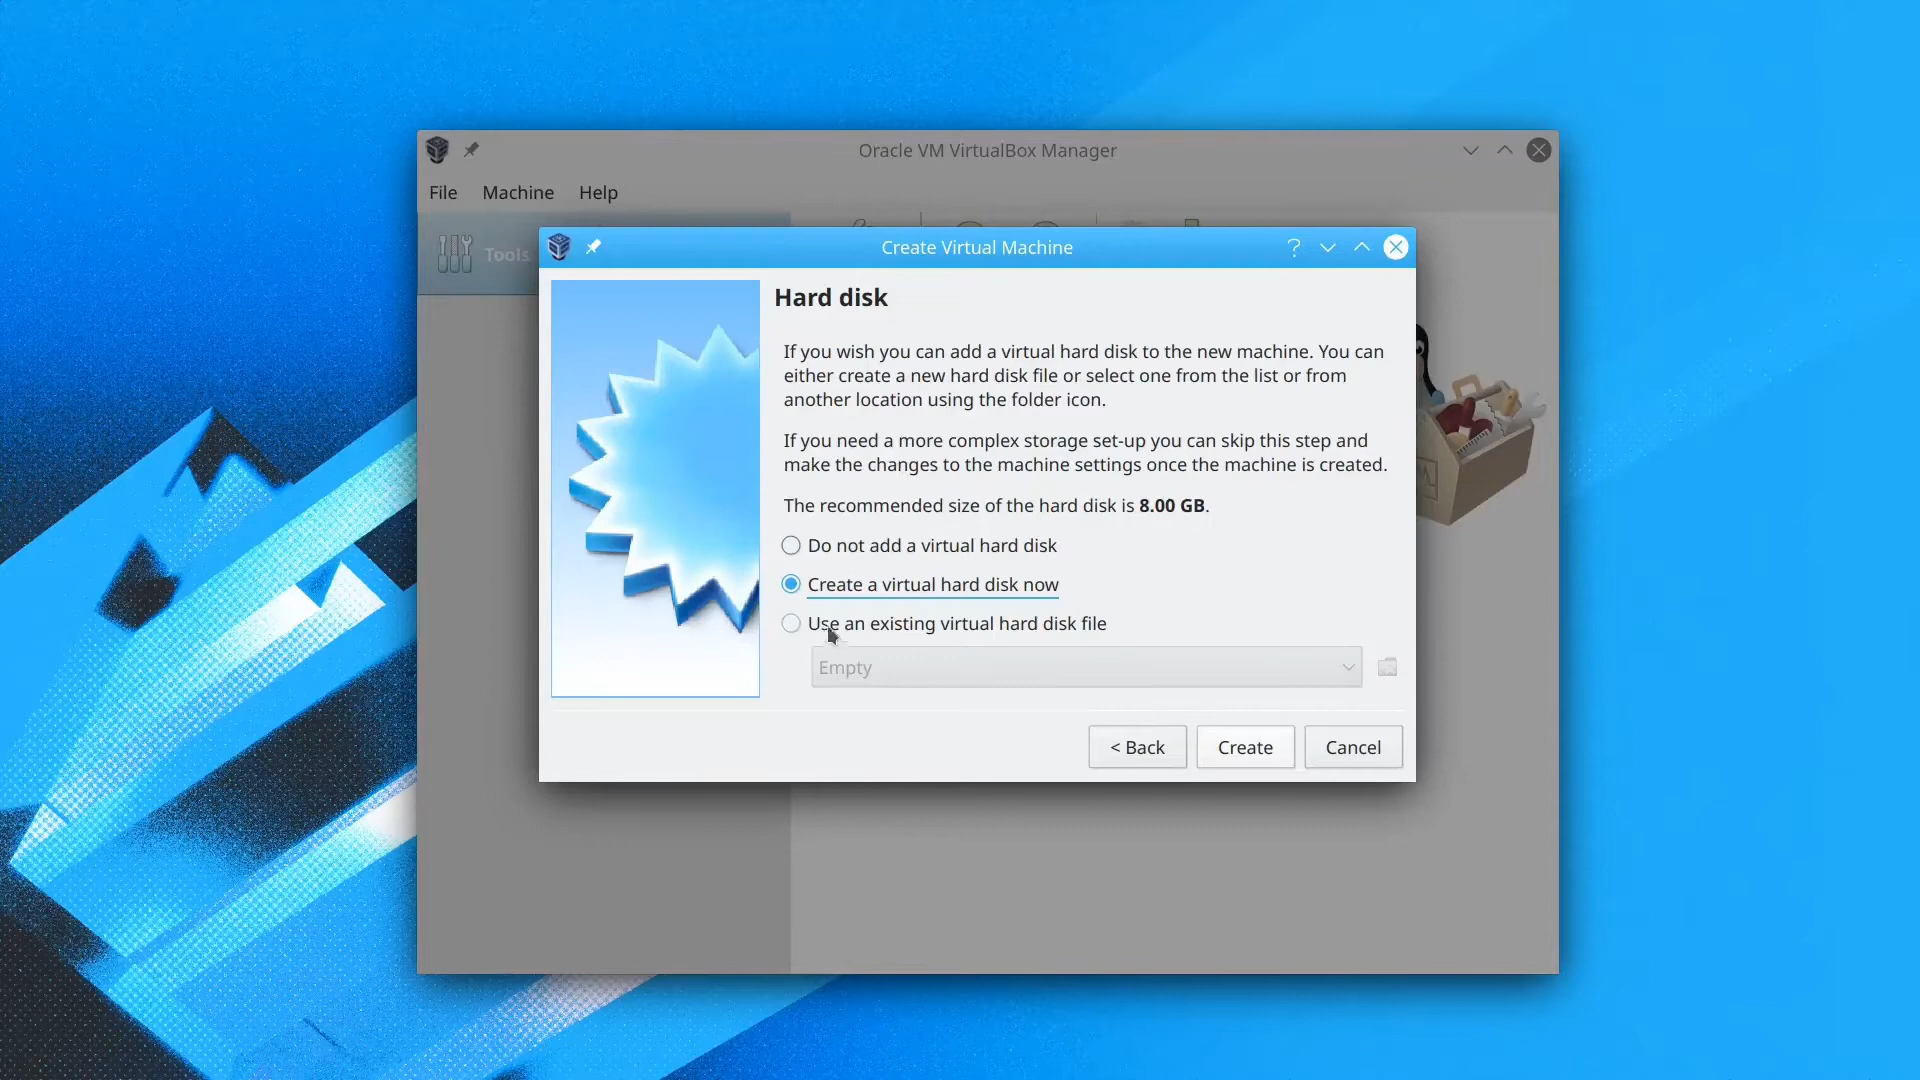 Oracle VM VirtualBox Manager
File Machine Help
Tools
Create Virtual Machine
?
Hard disk
If you wish you can add a virtual hard disk to the new machine. You can
either create a new hard disk file or select one from the list or from
another location using the folder icon.
If you need a more complex storage set-up you can skip this step and
make the changes to the machine settings once the machine is created.
The recommended size of the hard disk is 8.00 GB.
Do not add a virtual hard disk
Create a virtual hard disk now
Use an existing virtual hard disk file
Empty
< Back Create Cancel